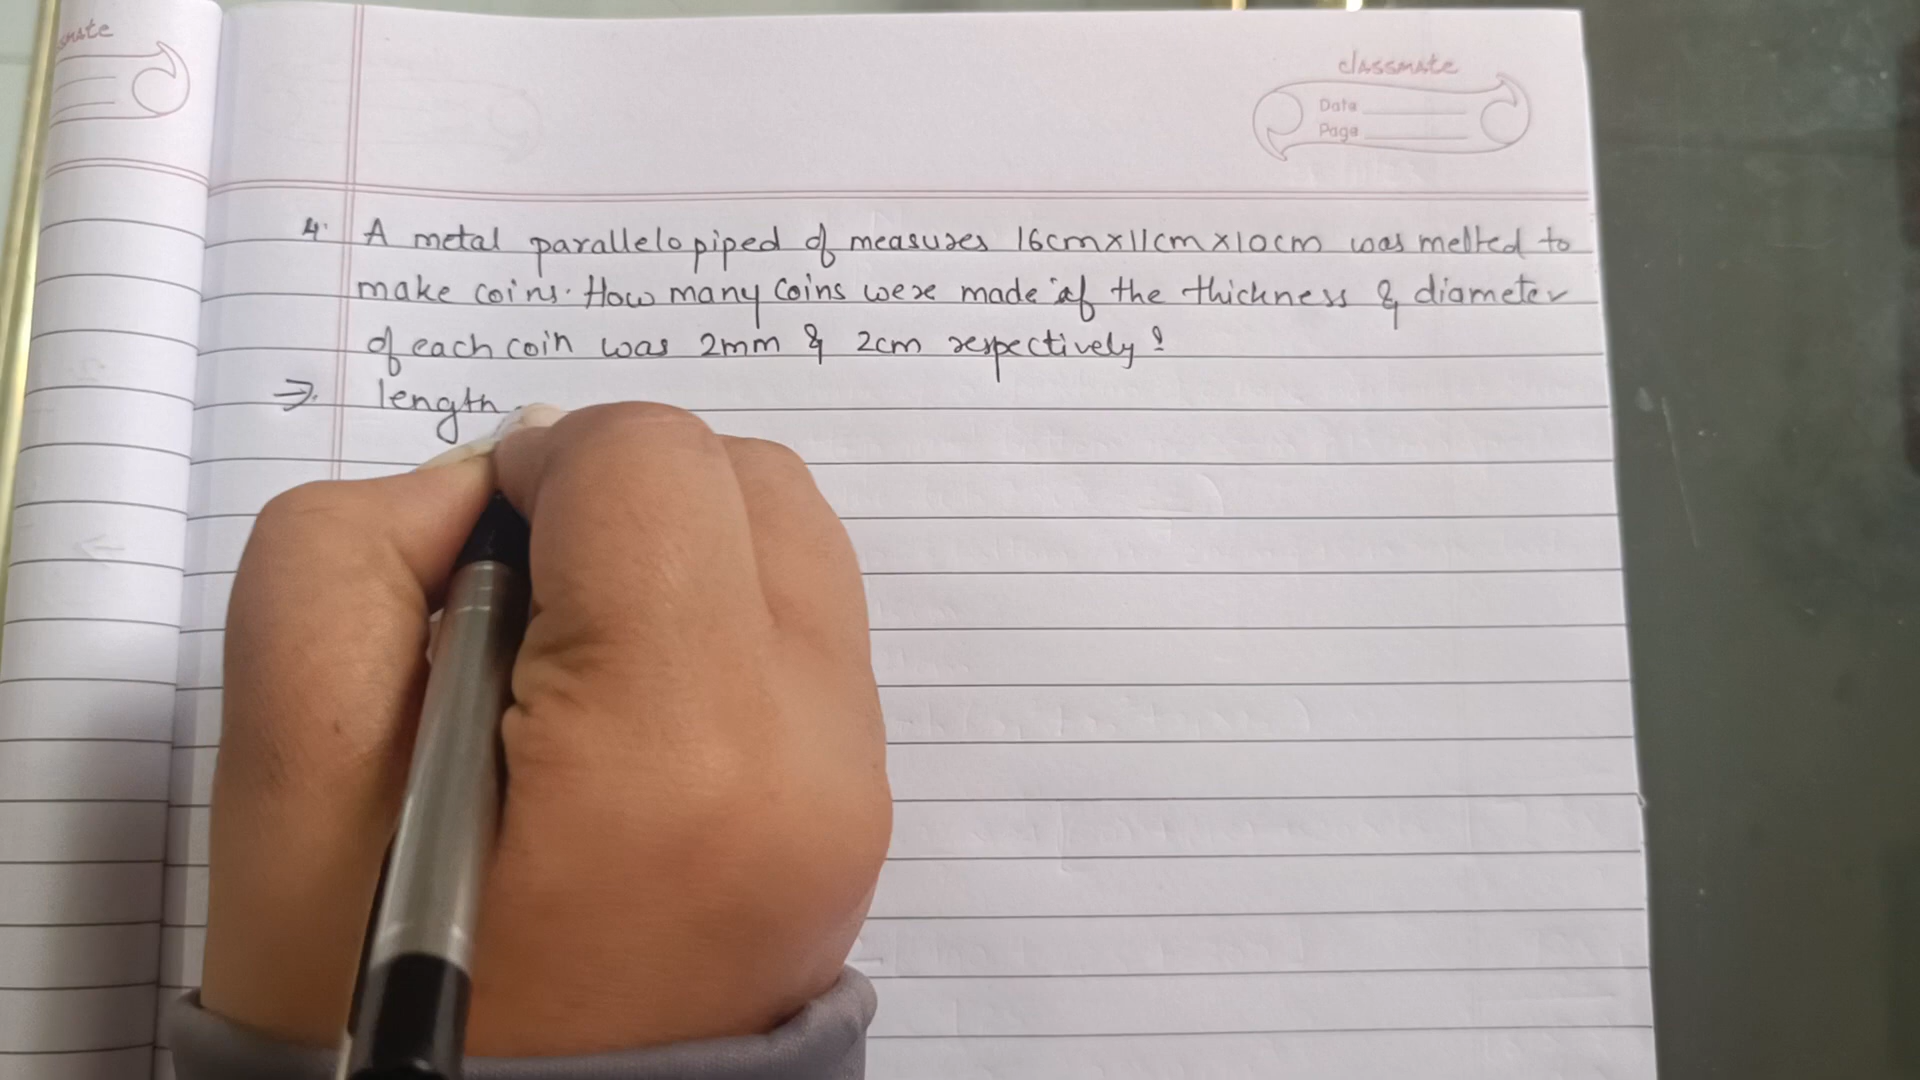 smate
classmate
Date
Page
4. A metal parallelopiped of measures 16cm×11cm×10cm was melted to
make coins. How many coins were made if the thickness & diameter
of each coin was 2mm & 2cm respectively?
⇒. length